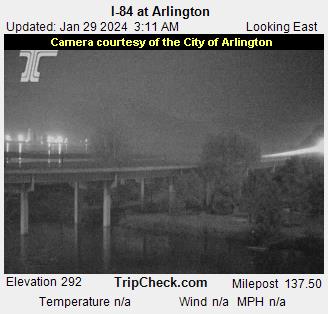 I-84 at Arlington
Updated: Jan 29 2024 3:11 AM Looking East
Camera courtesy of the City of Arlington
Elevation 292 TripCheck.com Milepost 137.50
Temperature n/a Wind n/a MPH n/a